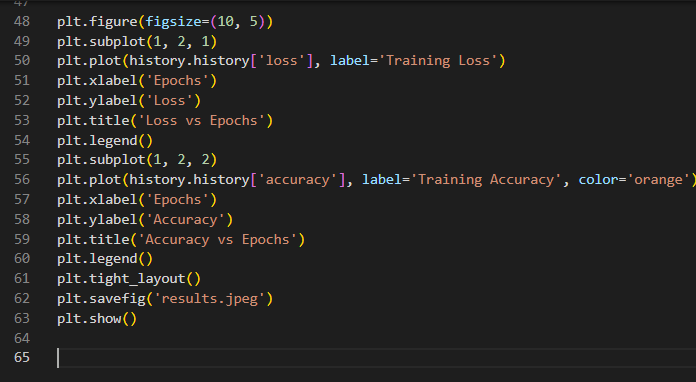 47
48 plt.figure(figsize=(10, 5))
49 plt.subplot(1, 2, 1)
50 plt.plot(history.history['loss'], label='Training Loss')
51 plt.xlabel('Epochs')
52 plt.ylabel('Loss')
53 plt.title('Loss vs Epochs')
54 plt.legend()
55 plt.subplot(1, 2, 2)
56 plt.plot(history.history['accuracy'], label='Training Accuracy', color='orange')
57 plt.xlabel('Epochs')
58 plt.ylabel('Accuracy')
59 plt.title('Accuracy vs Epochs')
60 plt.legend()
61 plt.tight_layout()
62 plt.savefig('results.jpeg')
63 plt.show()
64
65